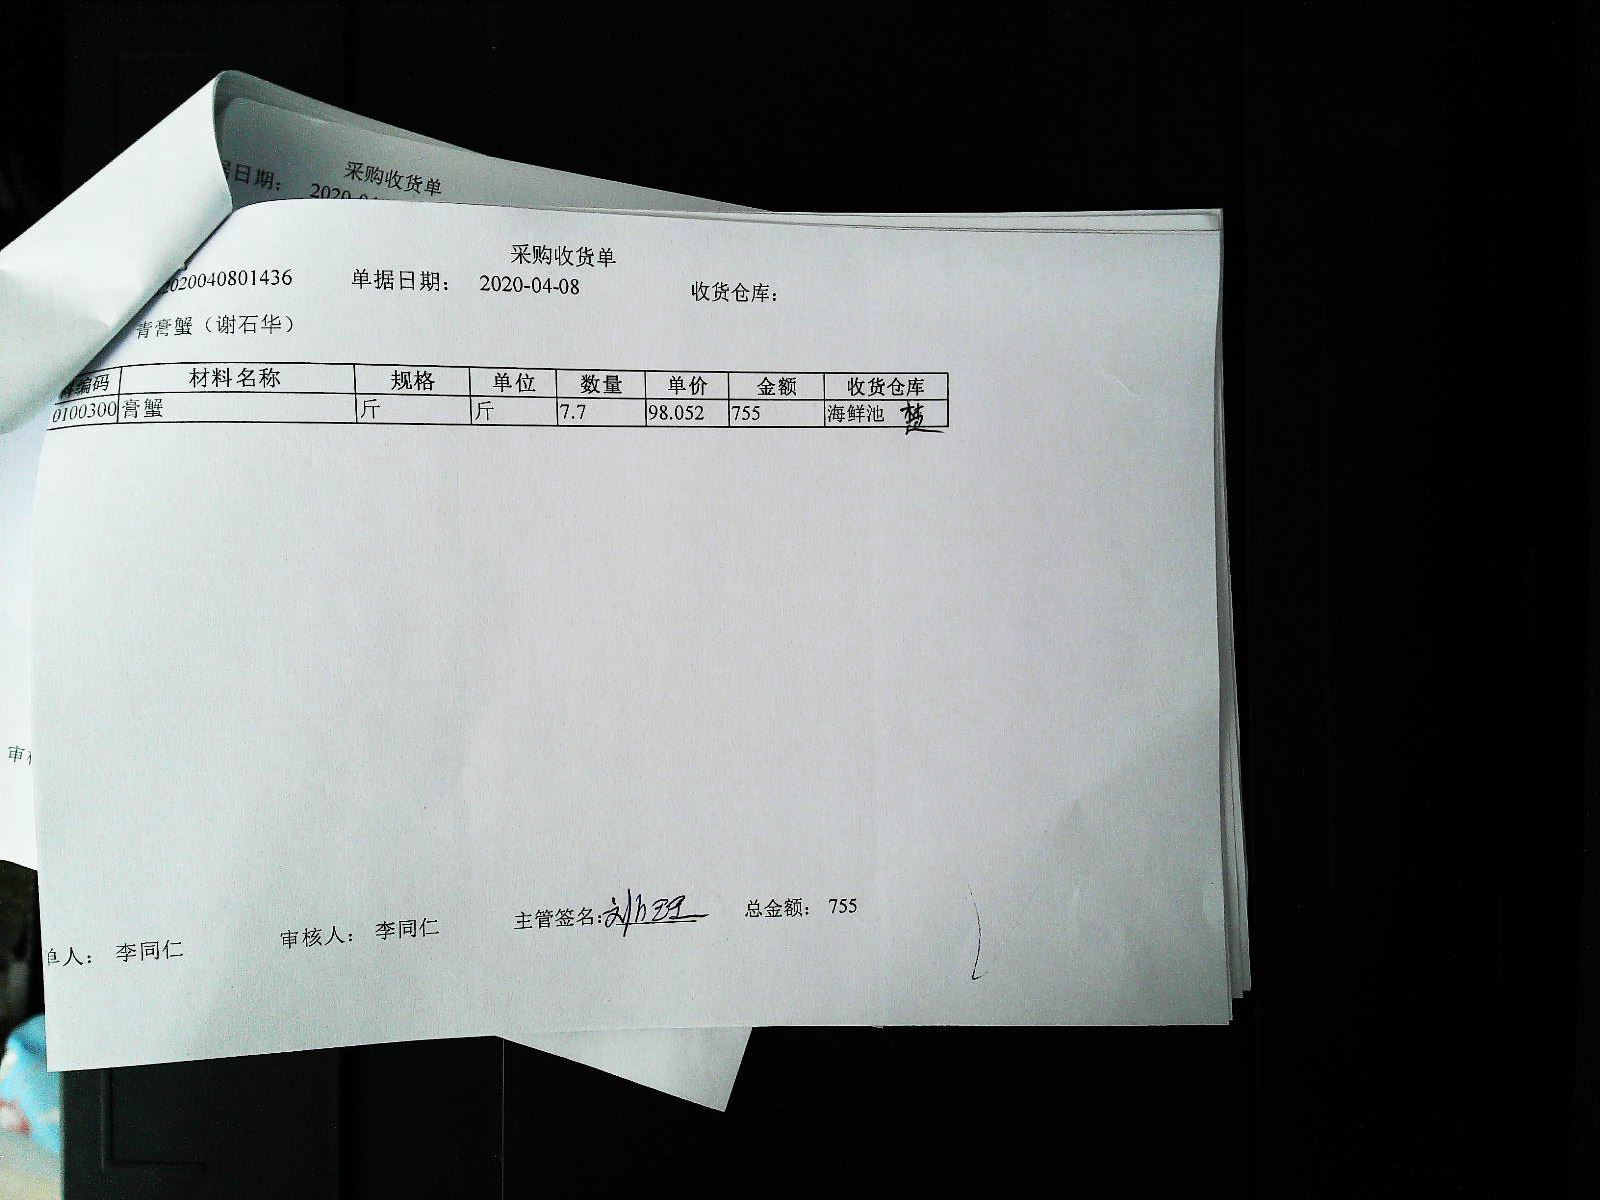 据日期： 采购收货单
2020-04
采购收货单
2020040801436 单据日期： 2020-04-08 收货仓库：
青膏蟹（谢石华）
编码 材料名称 规格 单位 数量 单价 金额 收货仓库
0100300 膏蟹 斤 斤 7.7 98.052 755 海鲜池
审
单人： 李同仁 审核人： 李同仁 主管签名： 总金额： 755